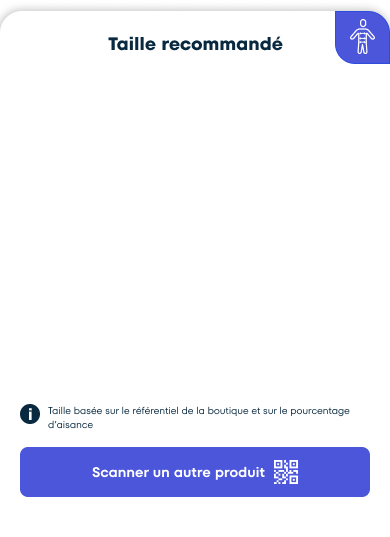 Taille recommandé
Taille basée sur le référentiel de la boutique et sur le pourcentage
d'aisance
Scanner un autre produit